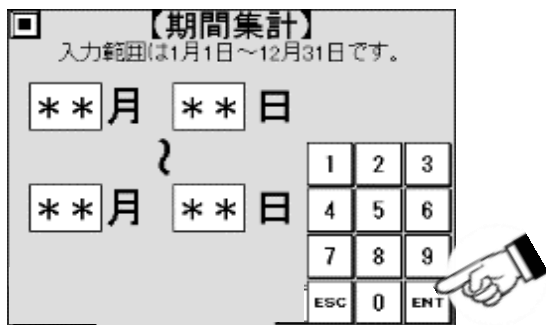 【期間集計】
入力範囲は1月1日～12月31日です。
＊＊月 ＊＊日
～
＊＊月 ＊＊日
1 2 3
4 5 6
7 8 9
ESC 0 ENT